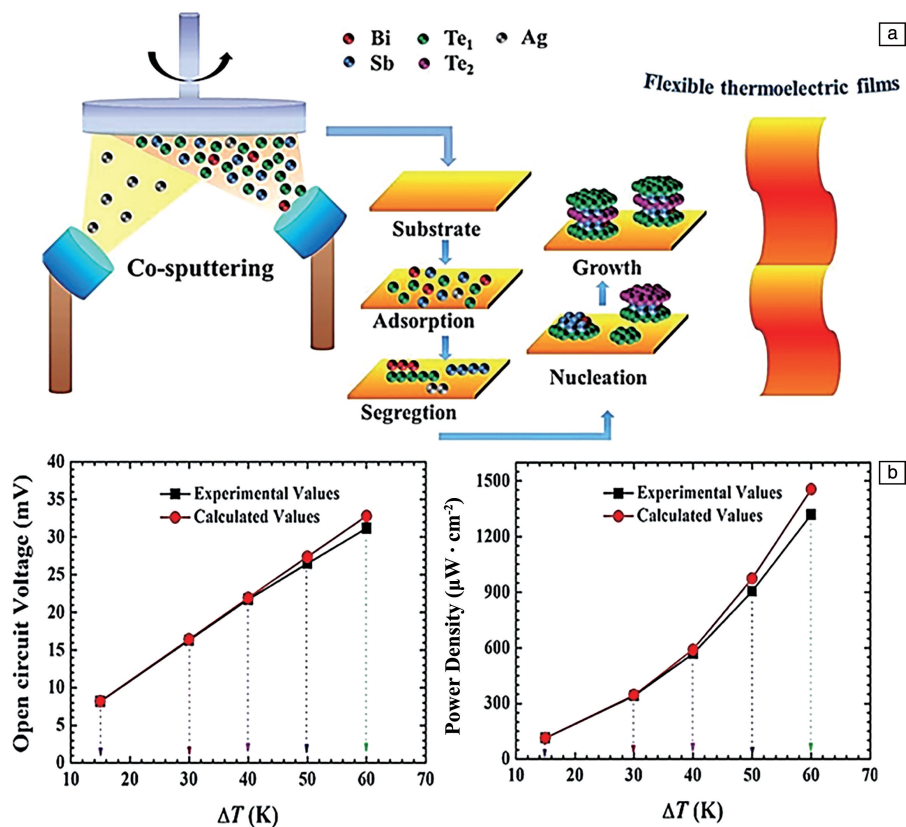 a
Bi
Te₁
Ag
Sb
Te₂
Flexible thermoelectric films
Co-sputtering
Substrate
Adsorption
Segregtion
Growth
Nucleation
b
Open circuit Voltage (mV)
40
35
30
25
20
15
10
5
0
Experimental Values
Calculated Values
10 20 30 40 50 60 70
ΔT (K)
Power Density (μW · cm⁻²)
1500
1200
900
600
300
0
Experimental Values
Calculated Values
10 20 30 40 50 60 70
ΔT (K)